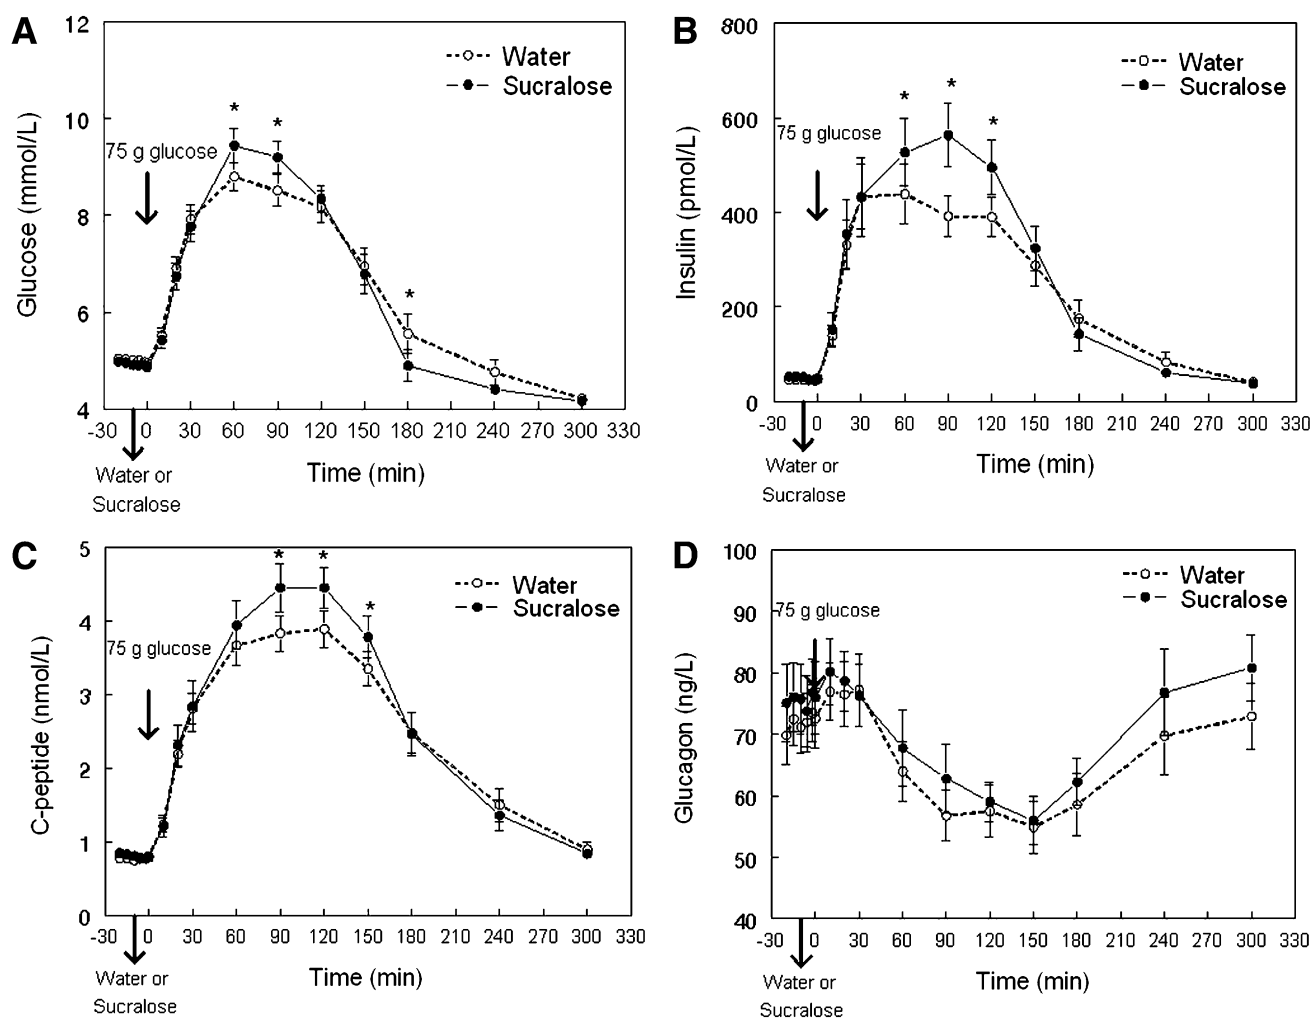 A
12
10
8
6
4
Glucose (mmol/L)
Water
Sucralose
75 g glucose
* * *
-30 0 30 60 90 120 150 180 210 240 270 300 330
Time (min)
Water or
Sucralose
B
800
600
400
200
0
Insulin (pmol/L)
Water
Sucralose
75 g glucose
* * *
-30 0 30 60 90 120 150 180 210 240 270 300 330
Time (min)
Water or
Sucralose
C
5
4
3
2
1
0
C-peptide (nmol/L)
Water
Sucralose
75 g glucose
* * *
-30 0 30 60 90 120 150 180 210 240 270 300 330
Time (min)
Water or
Sucralose
D
100
90
80
70
60
50
40
Glucagon (ng/L)
Water
Sucralose
75 g glucose
-30 0 30 60 90 120 150 180 210 240 270 300 330
Time (min)
Water or
Sucralose